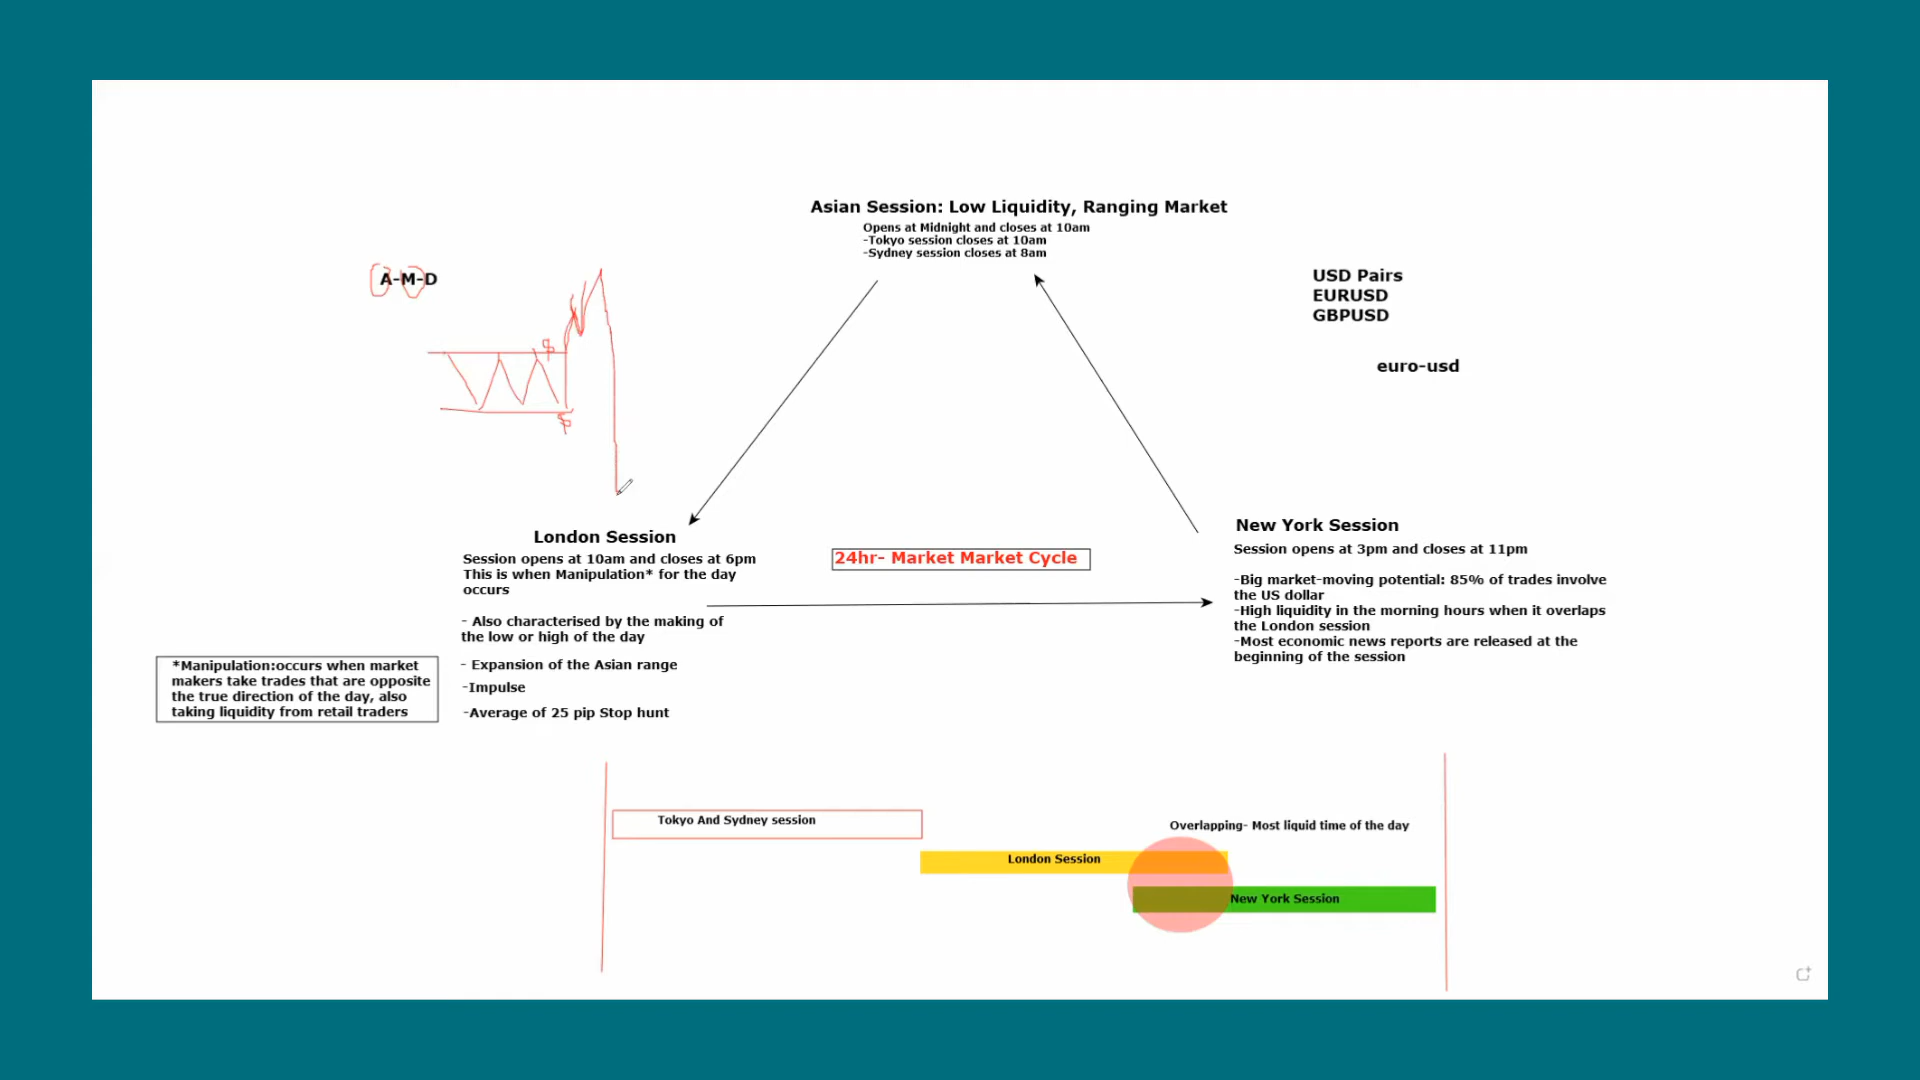 Asian Session: Low Liquidity, Ranging Market
Opens at Midnight and closes at 10am
-Tokyo session closes at 10am
-Sydney session closes at 8am
A-M-D
$
$
USD Pairs
EURUSD
GBPUSD
euro-usd
London Session
Session opens at 10am and closes at 6pm
This is when Manipulation* for the day
occurs
- Also characterised by the making of
the low or high of the day
- Expansion of the Asian range
-Impulse
-Average of 25 pip Stop hunt
*Manipulation:occurs when market
makers take trades that are opposite
the true direction of the day, also
taking liquidity from retail traders
24hr- Market Market Cycle
New York Session
Session opens at 3pm and closes at 11pm
-Big market-moving potential: 85% of trades involve
the US dollar
-High liquidity in the morning hours when it overlaps
the London session
-Most economic news reports are released at the
beginning of the session
Tokyo And Sydney session
Overlapping- Most liquid time of the day
London Session
New York Session